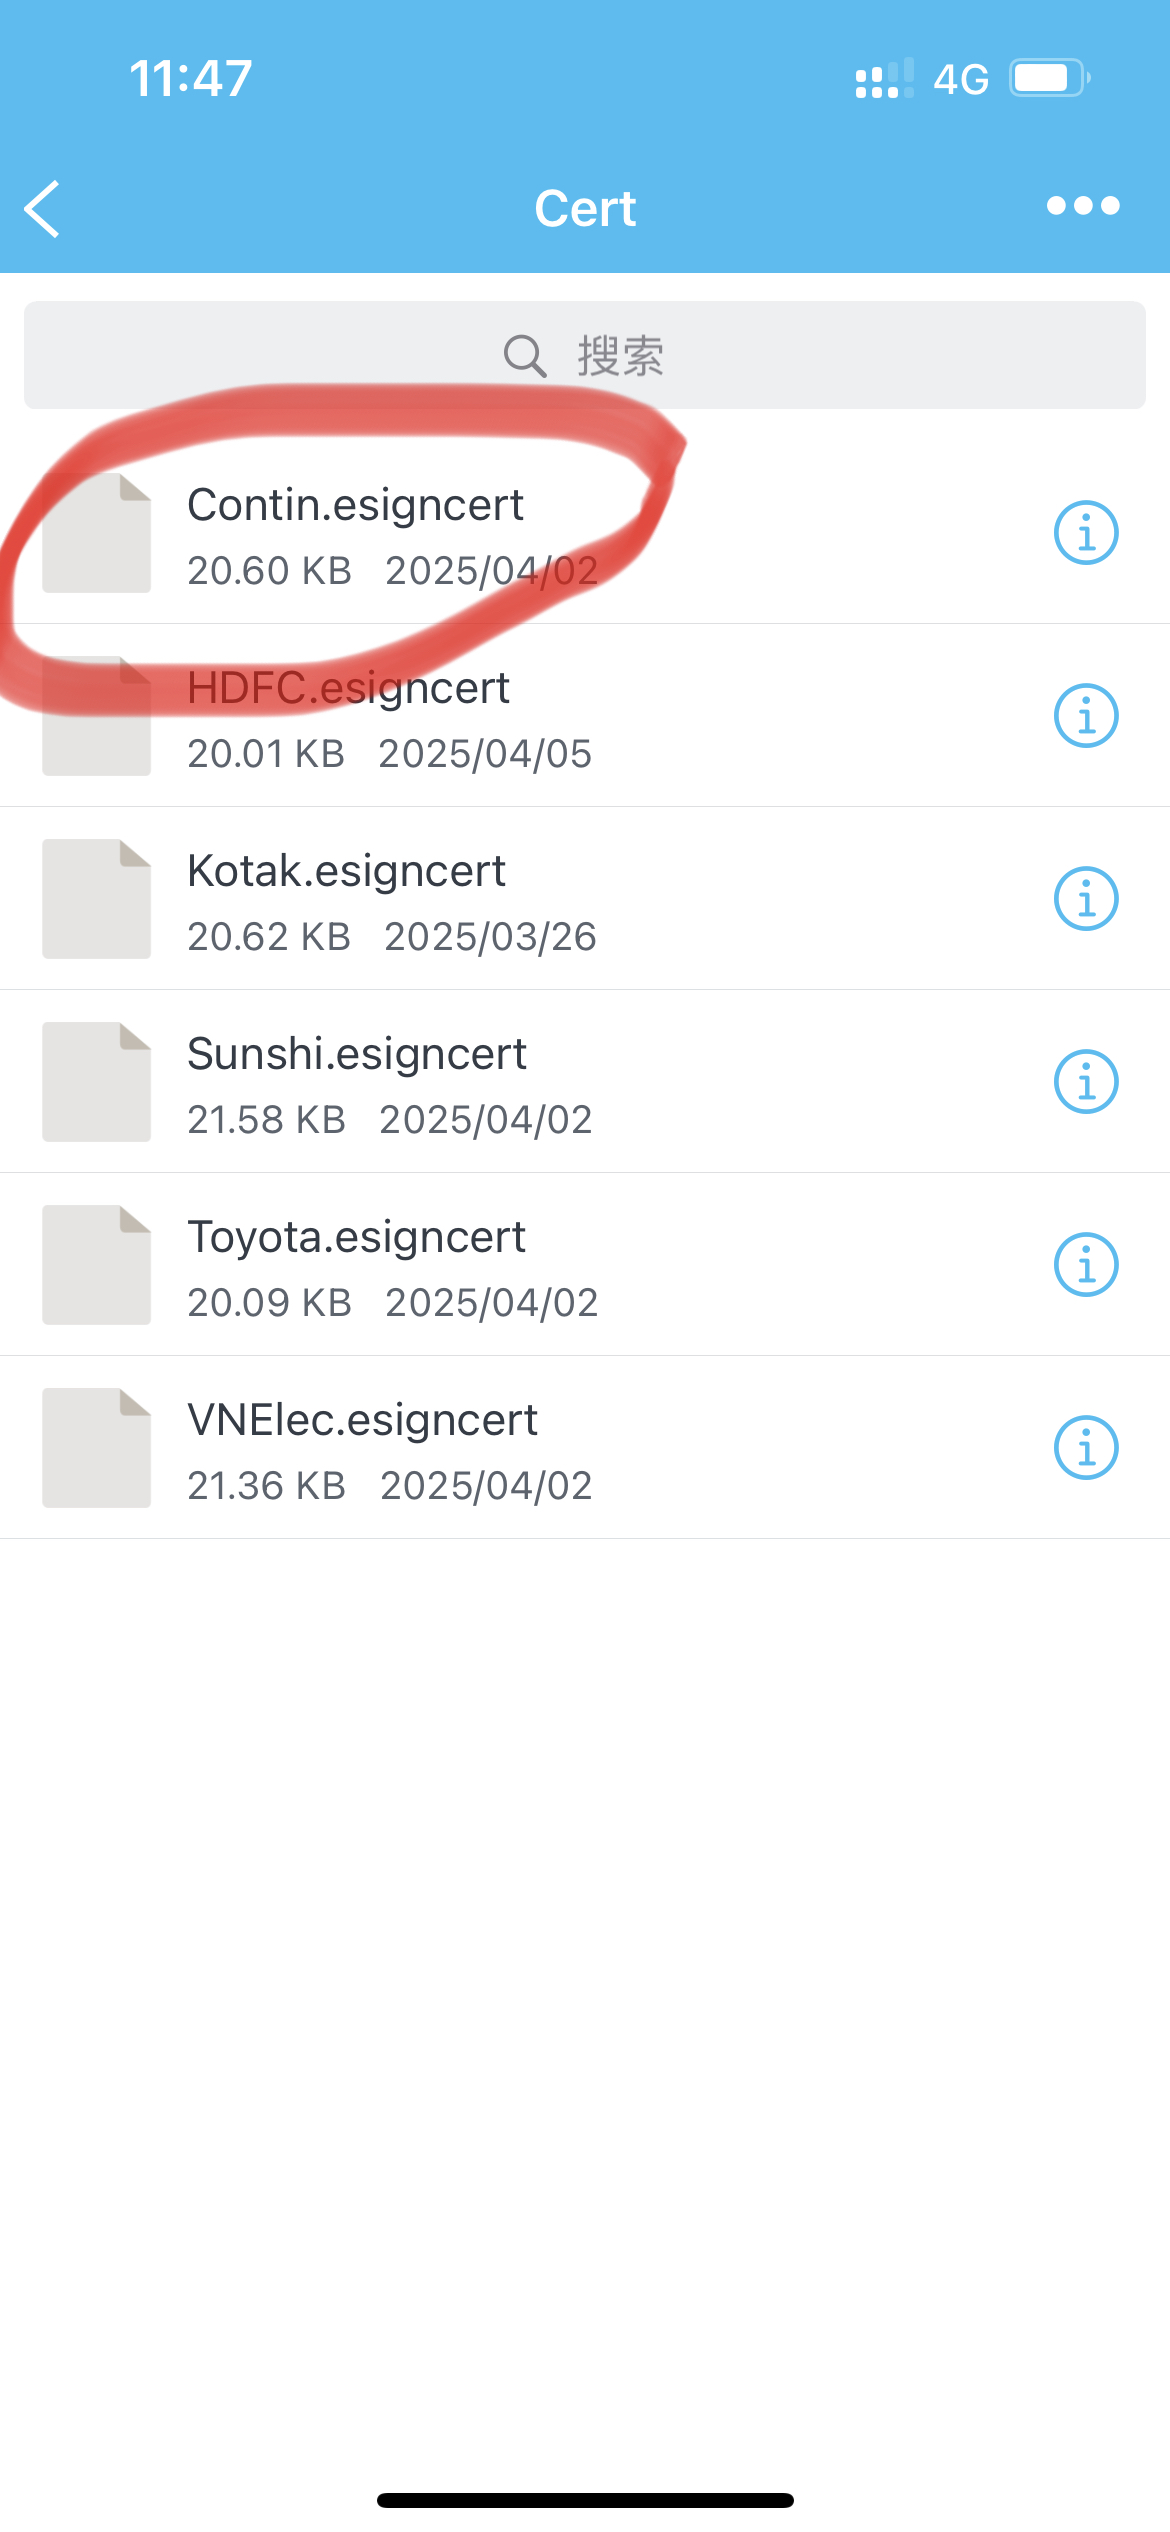 11:47 4G
Cert
搜索
Contin.esigncert
20.60 KB 2025/04/02
HDFC.esigncert
20.01 KB 2025/04/05
Kotak.esigncert
20.62 KB 2025/03/26
Sunshi.esigncert
21.58 KB 2025/04/02
Toyota.esigncert
20.09 KB 2025/04/02
VNElec.esigncert
21.36 KB 2025/04/02